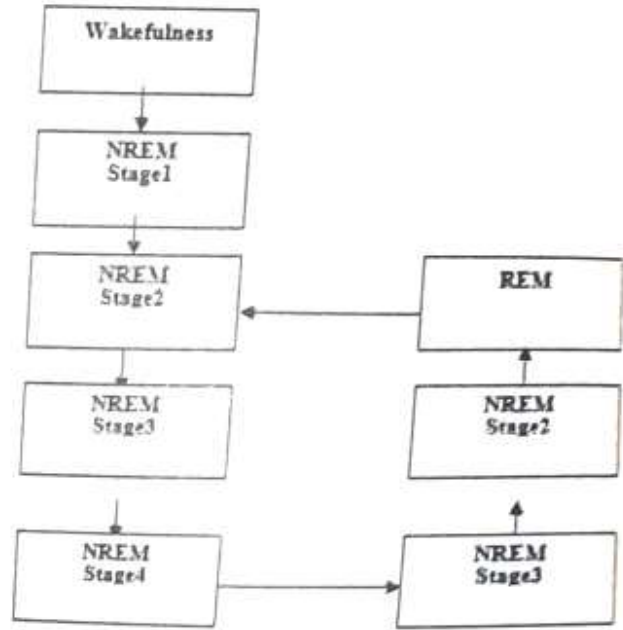 Wakefulness
NREM
Stage1
NREM
Stage2
REM
NREM
Stage3
NREM
Stage2
NREM
Stage4
NREM
Stage3